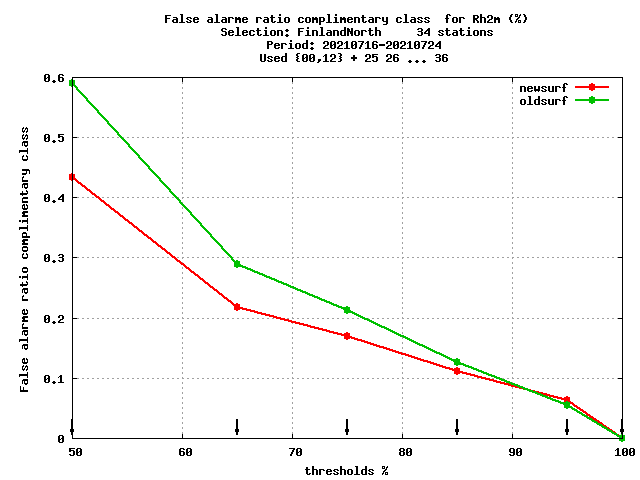 False alarme ratio complimentary class  for Rh2m (%)
Selection: FinlandNorth     34 stations
Period: 20210716-20210724
Used {00,12} + 25 26 ... 36
newsurf
oldsurf
False alarme ratio complimentary class
0.6
0.5
0.4
0.3
0.2
0.1
0
50 60 70 80 90 100
thresholds %